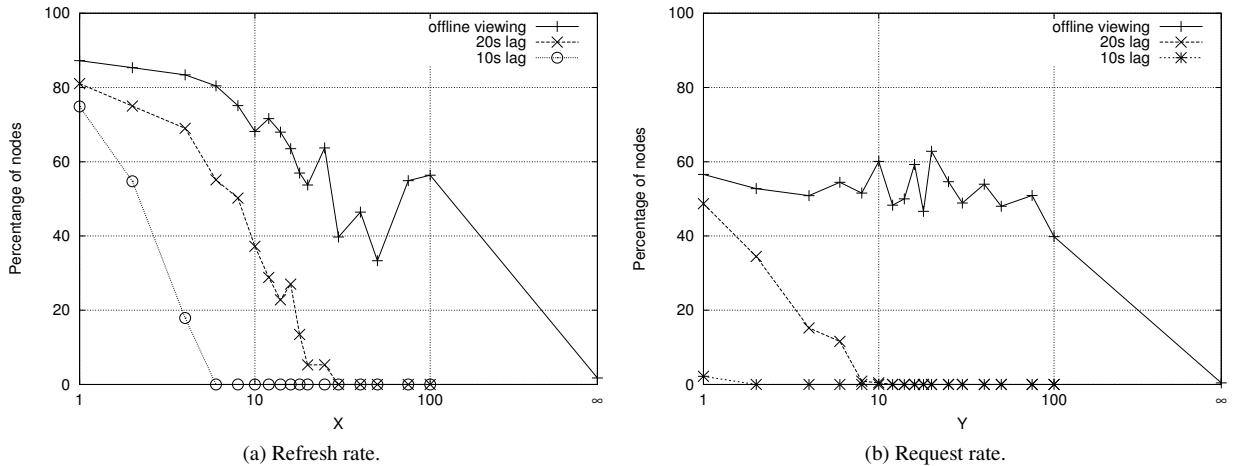 100
80
60
40
20
0
Percentange of nodes
offline viewing
20s lag
10s lag
1
10
100
∞
X
(a) Refresh rate.
100
80
60
40
20
0
Percentage of nodes
offline viewing
20s lag
10s lag
1
10
100
∞
Y
(b) Request rate.